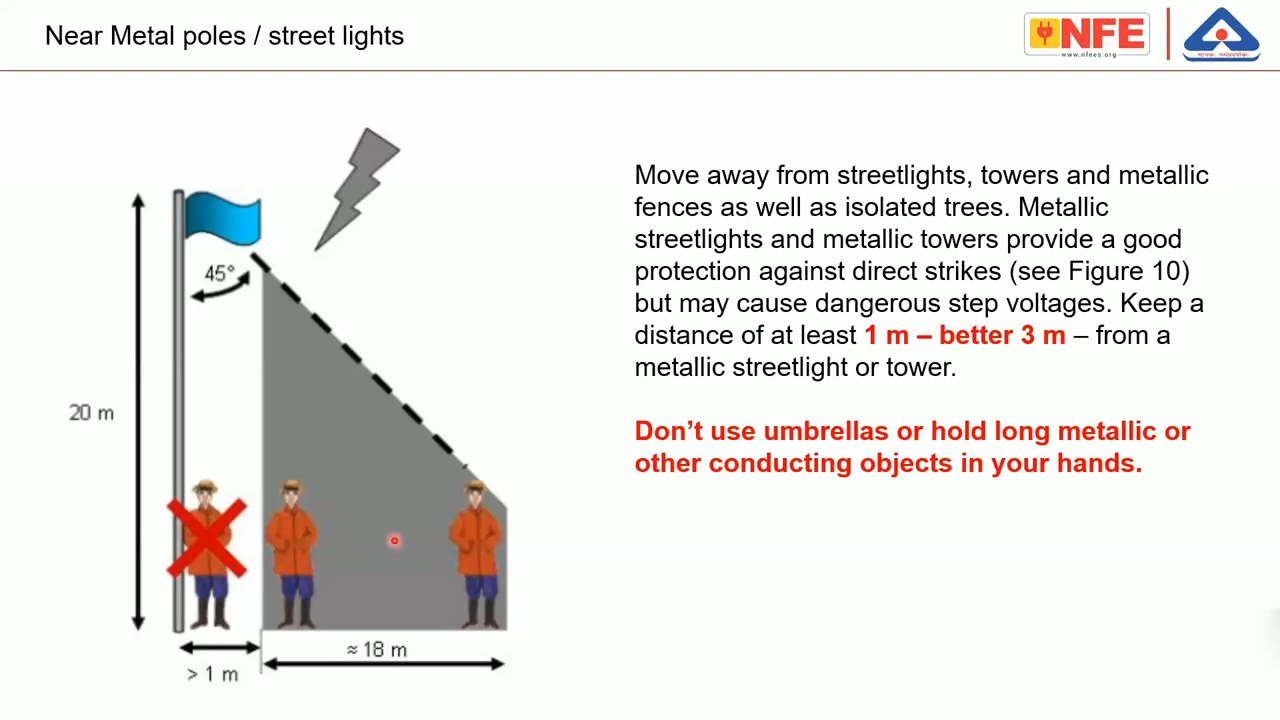 Near Metal poles / street lights
NFE
www.nfees.org
45°
20 m
> 1 m
≈ 18 m
Move away from streetlights, towers and metallic
fences as well as isolated trees. Metallic
streetlights and metallic towers provide a good
protection against direct strikes (see Figure 10)
but may cause dangerous step voltages. Keep a
distance of at least 1 m – better 3 m – from a
metallic streetlight or tower.
Don’t use umbrellas or hold long metallic or
other conducting objects in your hands.